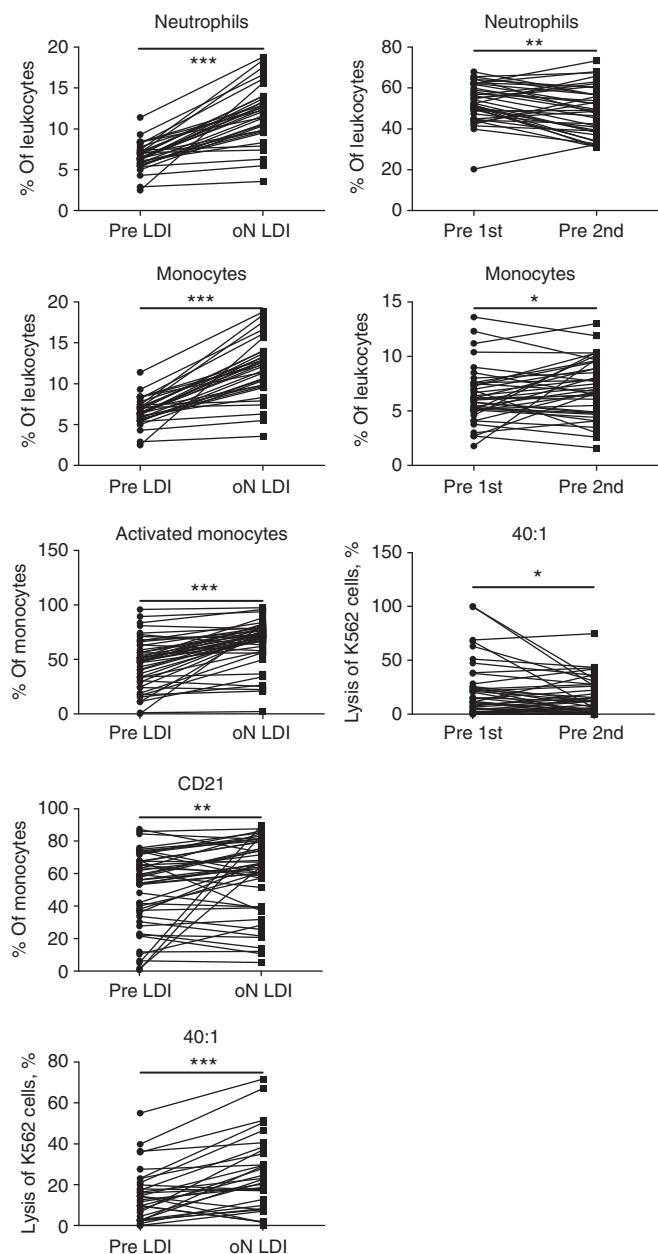 Neutrophils
***
% Of leukocytes
20
15
10
5
0
Pre LDI oN LDI
Neutrophils
**
% Of leukocytes
80
60
40
20
0
Pre 1st Pre 2nd
Monocytes
***
% Of leukocytes
20
15
10
5
0
Pre LDI oN LDI
Monocytes
*
% Of leukocytes
15
10
5
0
Pre 1st Pre 2nd
Activated monocytes
***
% Of monocytes
150
100
50
0
Pre LDI oN LDI
40:1
*
Lysis of K562 cells, %
150
100
50
0
Pre 1st Pre 2nd
CD21
**
% Of monocytes
100
80
60
40
20
0
Pre LDI oN LDI
40:1
***
Lysis of K562 cells, %
80
60
40
20
0
Pre LDI oN LDI